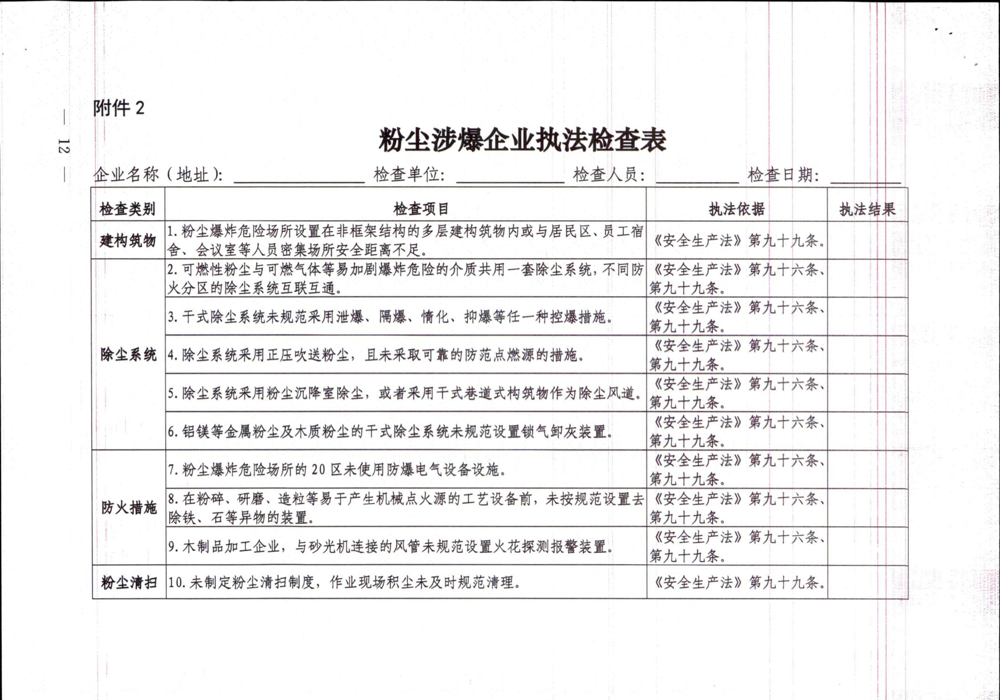 附件 2
— 12 —
粉尘涉爆企业执法检查表
企业名称（地址）： 检查单位： 检查人员： 检查日期：
检查类别 检查项目 执法依据 执法结果
建构筑物
1. 粉尘爆炸危险场所设置在非框架结构的多层建构筑物内或与居民区、员工宿
舍、会议室等人员密集场所安全距离不足。
《安全生产法》第九十九条。
除尘系统
2. 可燃性粉尘与可燃气体等易加剧爆炸危险的介质共用一套除尘系统，不同防
火分区的除尘系统互联互通。
《安全生产法》第九十六条、
第九十九条。
3. 干式除尘系统未规范采用泄爆、隔爆、惰化、抑爆等任一种控爆措施。
《安全生产法》第九十六条、
第九十九条。
4. 除尘系统采用正压吹送粉尘，且未采取可靠的防范点燃源的措施。
《安全生产法》第九十六条、
第九十九条。
5. 除尘系统采用粉尘沉降室除尘，或者采用干式巷道式构筑物作为除尘风道。
《安全生产法》第九十六条、
第九十九条。
6. 铝镁等金属粉尘及木质粉尘的干式除尘系统未规范设置锁气卸灰装置。
《安全生产法》第九十六条、
第九十九条。
防火措施
7. 粉尘爆炸危险场所的 20 区未使用防爆电气设备设施。
《安全生产法》第九十六条、
第九十九条。
8. 在粉碎、研磨、造粒等易于产生机械点火源的工艺设备前，未按规范设置去
除铁、石等异物的装置。
《安全生产法》第九十六条、
第九十九条。
9. 木制品加工企业，与砂光机连接的风管未规范设置火花探测报警装置。
《安全生产法》第九十六条、
第九十九条。
粉尘清扫
10. 未制定粉尘清扫制度，作业现场积尘未及时规范清理。
《安全生产法》第九十九条。